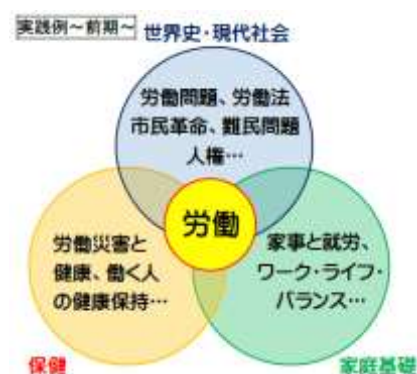 実践例~前期~
世界史・現代社会
労働問題、労働法
市民革命、難民問題
人権…
労働
労働災害と
健康、働く人
の健康保持…
家事と就労、
ワーク・ライフ・
バランス…
保健
家庭基礎